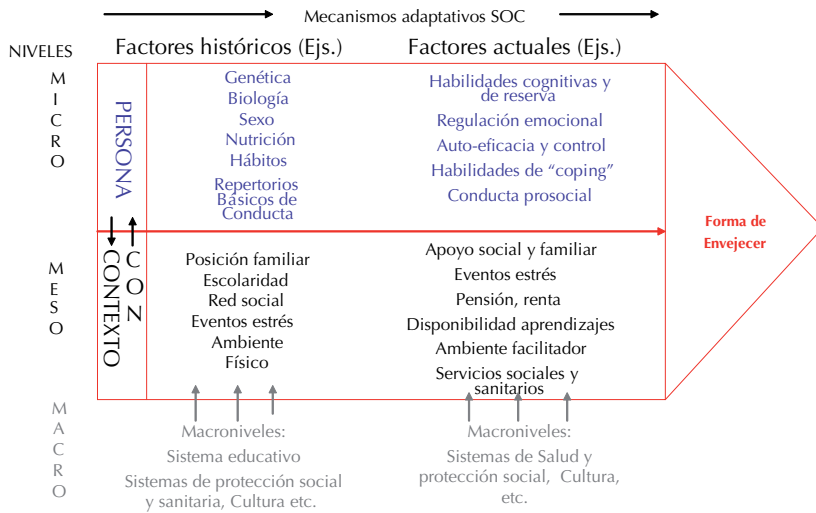 Mecanismos adaptativos SOC
NIVELES
Factores históricos (Ejs.)
Factores actuales (Ejs.)
MICRO
PERSONA
Genética
Biología
Sexo
Nutrición
Hábitos
Repertorios
Básicos de
Conducta
Habilidades cognitivas y
de reserva
Regulación emocional
Auto-eficacia y control
Habilidades de “coping”
Conducta prosocial
Forma de
Envejecer
MESO
CON
CONTEXTO
Posición familiar
Escolaridad
Red social
Eventos estrés
Ambiente
Físico
Apoyo social y familiar
Eventos estrés
Pensión, renta
Disponibilidad aprendizajes
Ambiente facilitador
Servicios sociales y
sanitarios
MACRO
Macroniveles:
Sistema educativo
Sistemas de protección social
y sanitaria, Cultura etc.
Macroniveles:
Sistemas de Salud y
protección social, Cultura,
etc.